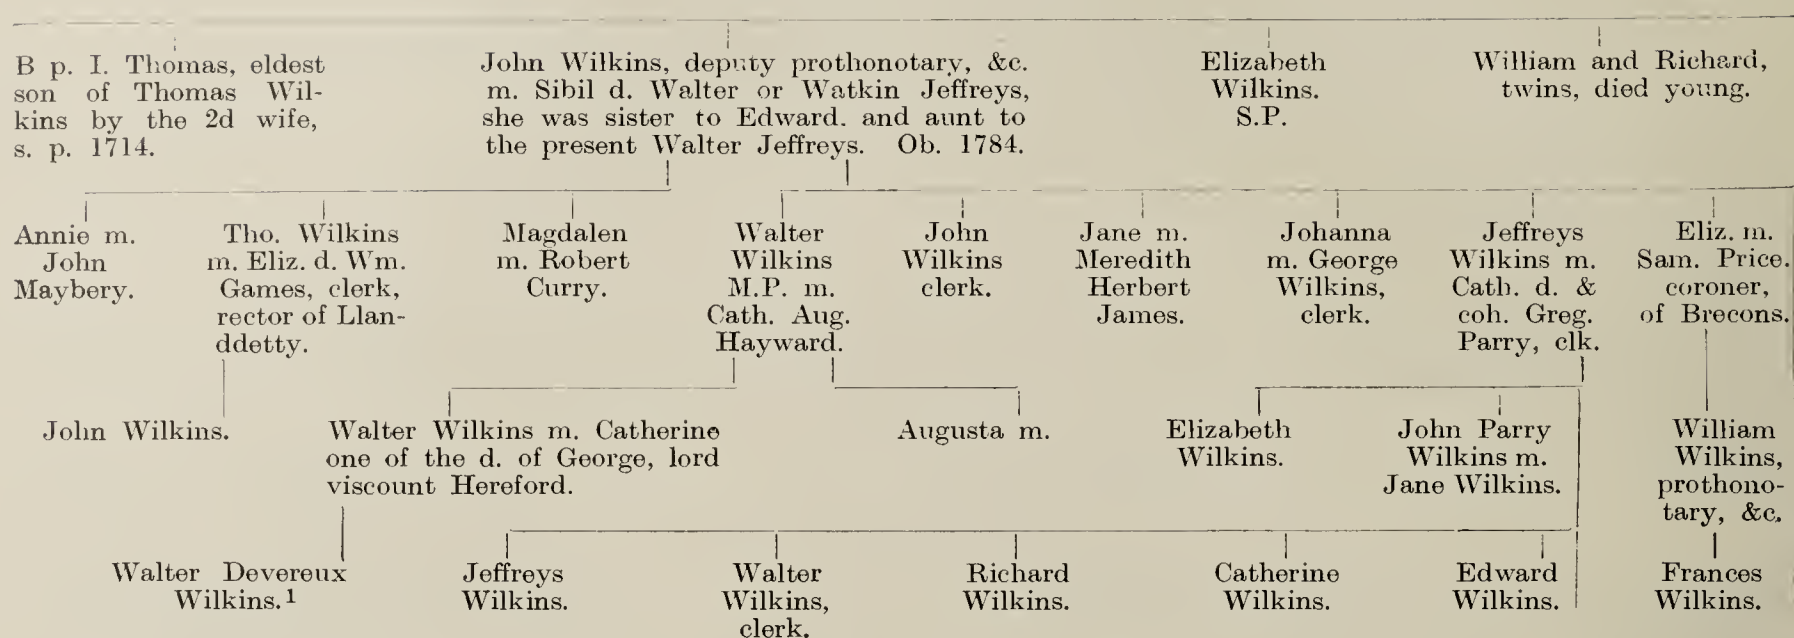 B p. I. Thomas, eldest
son of Thomas Wil-
kins by the 2d wife,
s. p. 1714.
John Wilkins, deputy prothonotary, &c.
m. Sibil d. Walter or Watkin Jeffreys,
she was sister to Edward. and aunt to
the present Walter Jeffreys. Ob. 1784.
Elizabeth
Wilkins.
S.P.
William and Richard,
twins, died young.
Annie m.
John
Maybery.
Tho. Wilkins
m. Eliz. d. Wm.
Games, clerk,
rector of Llan-
ddetty.
Magdalen
m. Robert
Curry.
Walter
Wilkins
M.P. m.
Cath. Aug.
Hayward.
John
Wilkins
clerk.
Jane m.
Meredith
Herbert
James.
Johanna
m. George
Wilkins,
clerk.
Jeffreys
Wilkins m.
Cath. d. &
coh. Greg.
Parry, clk.
Eliz. m.
Sam. Price.
coroner,
of Brecons.
John Wilkins.
Walter Wilkins m. Catherine
one of the d. of George, lord
viscount Hereford.
Augusta m.
Elizabeth
Wilkins.
John Parry
Wilkins m.
Jane Wilkins.
William
Wilkins,
prothono-
tary, &c.
Walter Devereux
Wilkins.1
Jeffreys
Wilkins.
Walter
Wilkins,
clerk.
Richard
Wilkins.
Catherine
Wilkins.
Edward
Wilkins.
Frances
Wilkins.